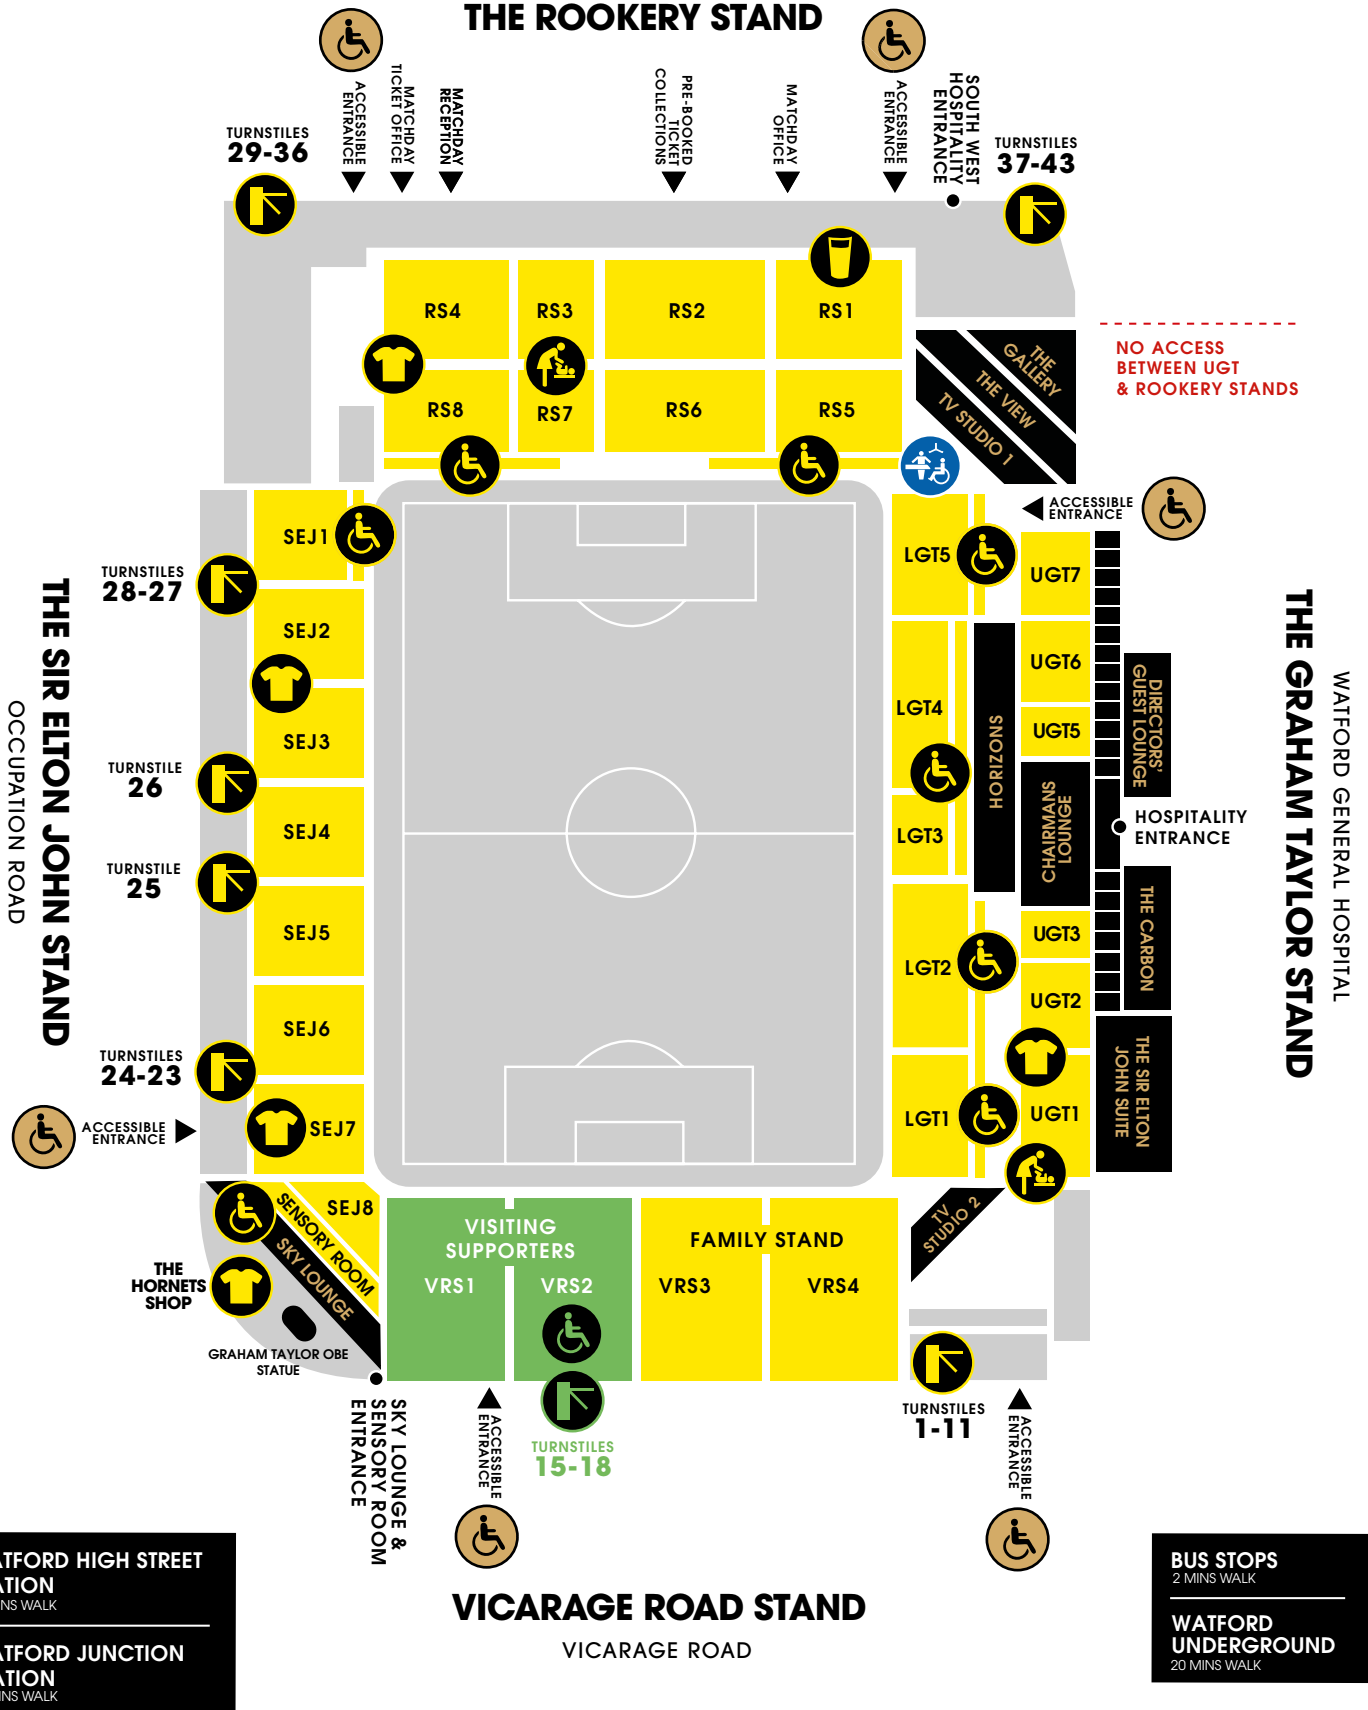 THE ROOKERY STAND
ACCESSIBLE
ENTRANCE
MATCHDAY
TICKET OFFICE
MATCHDAY
RECEPTION
PRE-BOOKED
TICKET
COLLECTIONS
MATCHDAY
OFFICE
ACCESSIBLE
ENTRANCE
SOUTH WEST
HOSPITALITY
ENTRANCE
TURNSTILES
29-36
TURNSTILES
37-43
RS4
RS3
RS2
RS1
RS8
RS7
RS6
RS5
THE
GALLERY
THE VIEW
TV STUDIO 1
NO ACCESS
BETWEEN UGT
& ROOKERY STANDS
ACCESSIBLE
ENTRANCE
THE SIR ELTON JOHN STAND
OCCUPATION ROAD
TURNSTILES
28-27
TURNSTILE
26
TURNSTILE
25
TURNSTILES
24-23
ACCESSIBLE
ENTRANCE
SEJ1
SEJ2
SEJ3
SEJ4
SEJ5
SEJ6
SEJ7
SEJ8
LGT5
LGT4
LGT3
LGT2
LGT1
HORIZONS
UGT7
UGT6
UGT5
CHAIRMANS
LOUNGE
UGT3
UGT2
UGT1
DIRECTORS'
GUEST LOUNGE
HOSPITALITY
ENTRANCE
THE CARBON
THE SIR ELTON
JOHN SUITE
THE GRAHAM TAYLOR STAND
WATFORD GENERAL HOSPITAL
SENSORY ROOM
SKY LOUNGE
THE
HORNETS
SHOP
GRAHAM TAYLOR OBE
STATUE
SKY LOUNGE &
SENSORY ROOM
ENTRANCE
VISITING
SUPPORTERS
VRS1
VRS2
FAMILY STAND
VRS3
VRS4
TV
STUDIO 2
ACCESSIBLE
ENTRANCE
TURNSTILES
15-18
TURNSTILES
1-11
ACCESSIBLE
ENTRANCE
VICARAGE ROAD STAND
VICARAGE ROAD
HIGH STREET
WALK
JUNCTION
WALK
BUS STOPS
2 MINS WALK
WATFORD
UNDERGROUND
20 MINS WALK